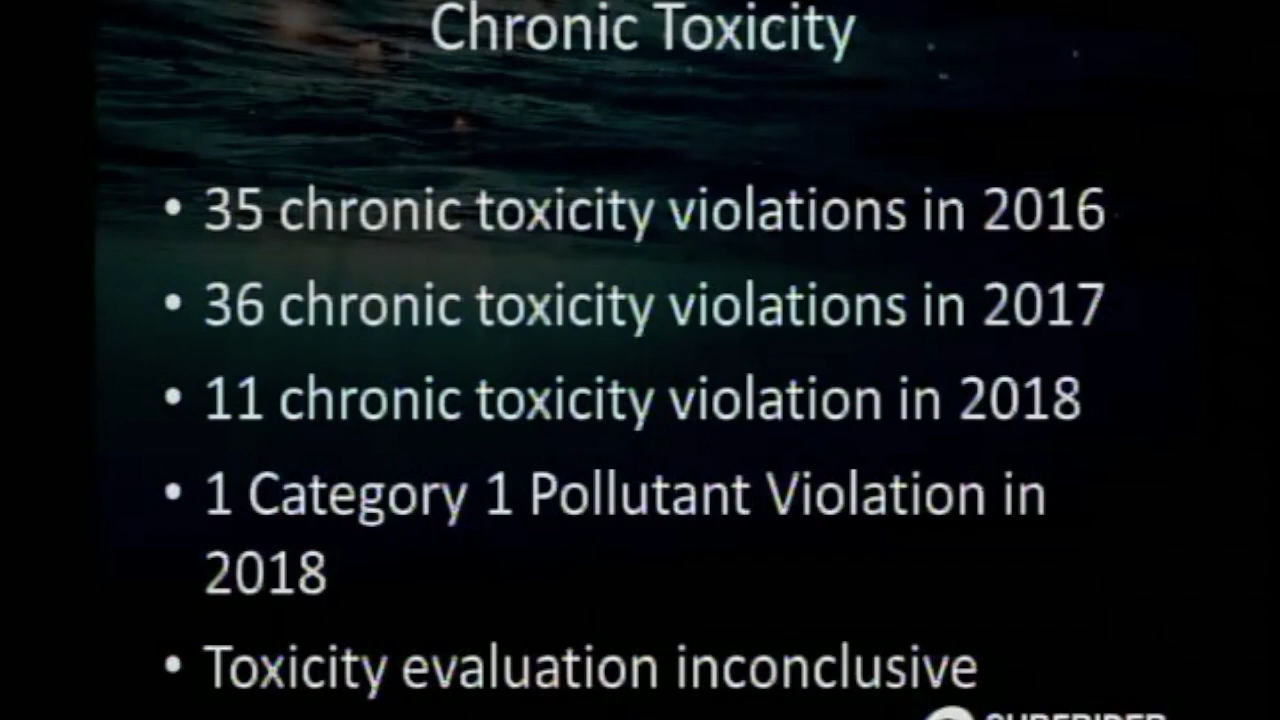 Chronic Toxicity
• 35 chronic toxicity violations in 2016
• 36 chronic toxicity violations in 2017
• 11 chronic toxicity violation in 2018
• 1 Category 1 Pollutant Violation in
2018
• Toxicity evaluation inconclusive
SURFRIDER